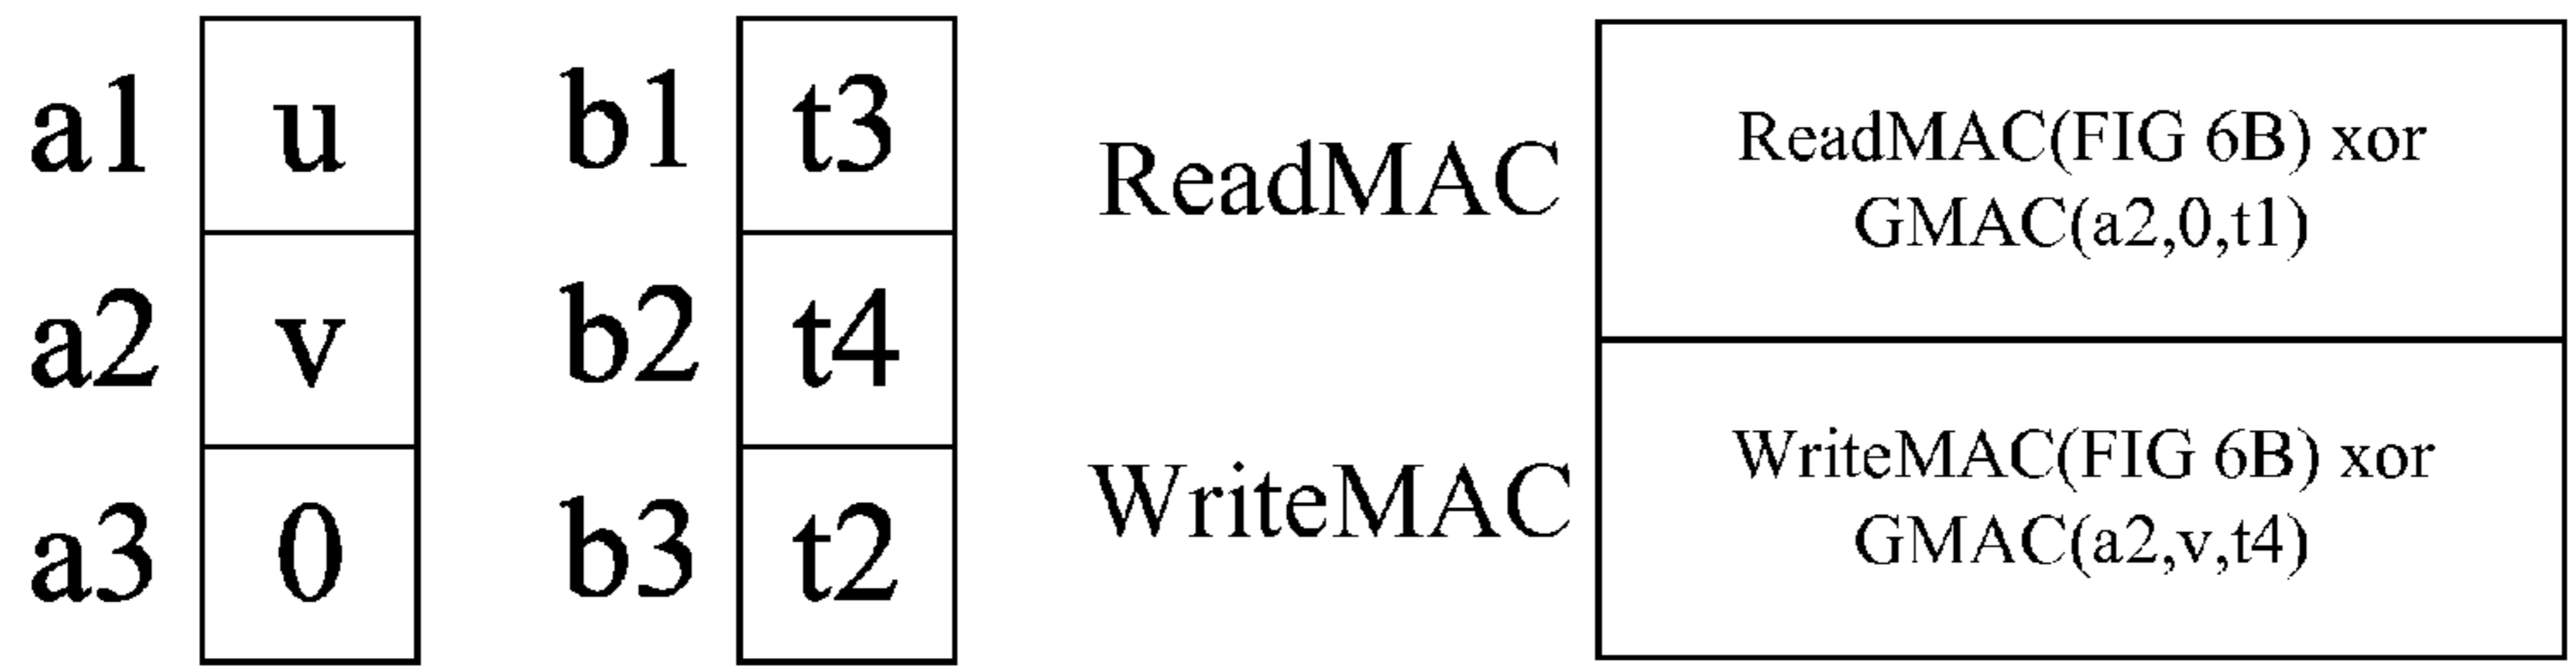 a1 u b1 t3
a2 v b2 t4
a3 0 b3 t2
ReadMAC
ReadMAC(FIG 6B) xor
GMAC(a2,0,t1)
WriteMAC
WriteMAC(FIG 6B) xor
GMAC(a2,v,t4)